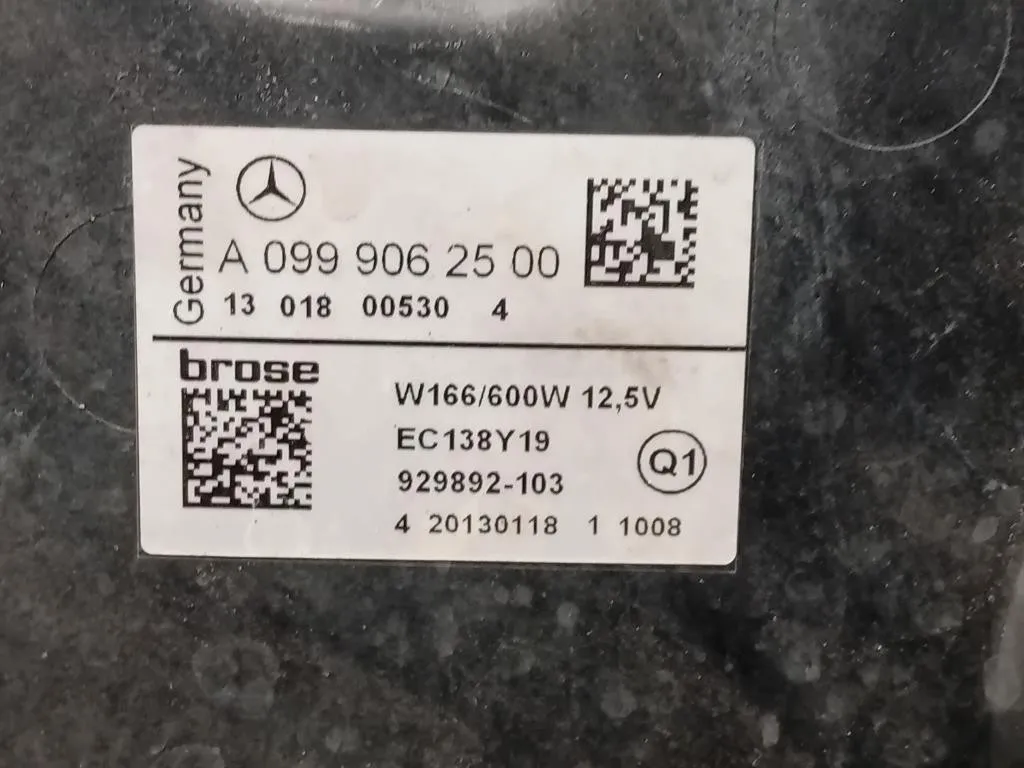 Germany
A 099 906 25 00
13 018 00530 4
brose
W166/600W 12,5V
EC138Y19
929892-103
Q1
4 20130118 1 1008